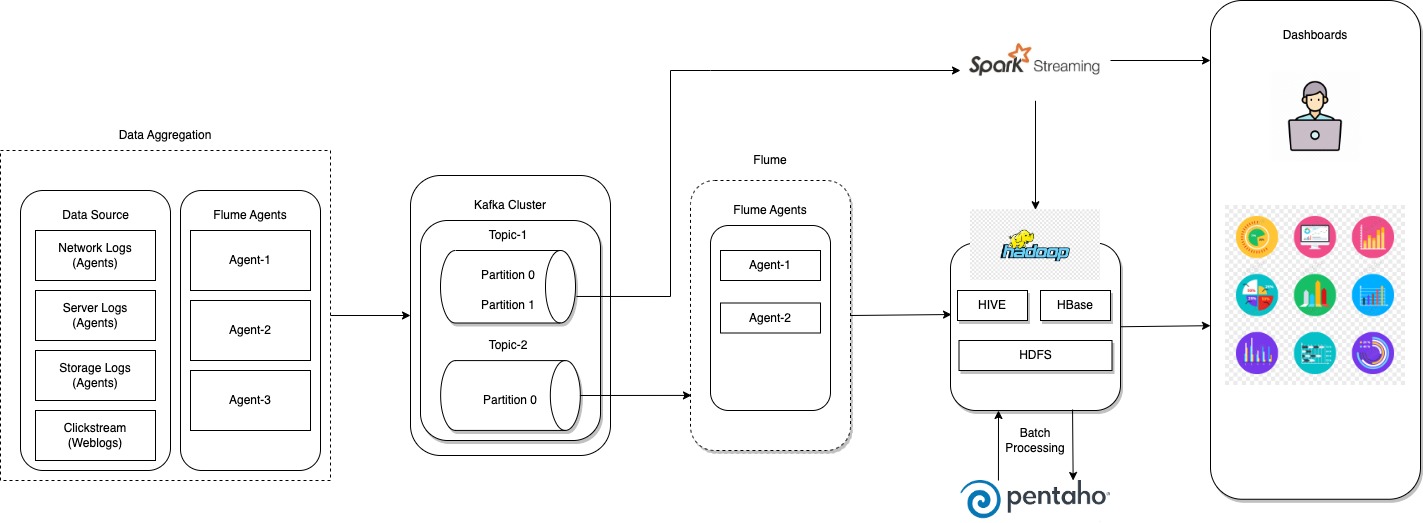 Data Aggregation
Data Source
Network Logs
(Agents)
Server Logs
(Agents)
Storage Logs
(Agents)
Clickstream
(Weblogs)
Flume Agents
Agent-1
Agent-2
Agent-3
Kafka Cluster
Topic-1
Partition 0
Partition 1
Topic-2
Partition 0
Flume
Flume Agents
Agent-1
Agent-2
Spark Streaming
hadoop
HIVE
HBase
HDFS
Batch
Processing
pentaho
Dashboards